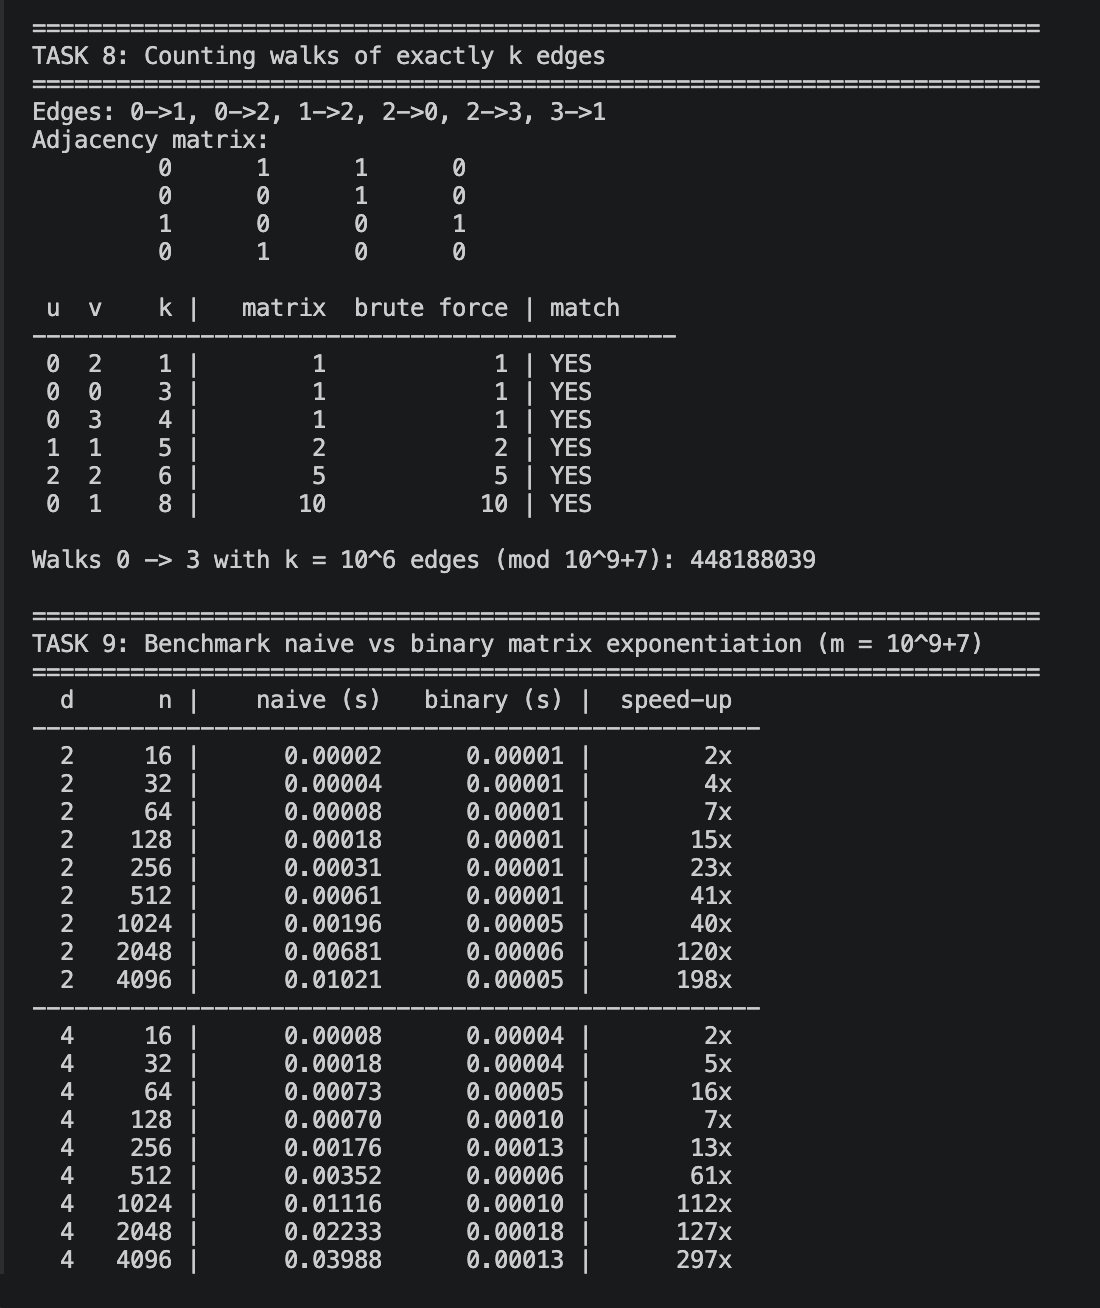 ========================================================================
TASK 8: Counting walks of exactly k edges
========================================================================
Edges: 0->1, 0->2, 1->2, 2->0, 2->3, 3->1
Adjacency matrix:
         0      1      1      0
         0      0      1      0
         1      0      0      1
         0      1      0      0

 u  v    k |   matrix  brute force | match
----------------------------------------------
 0  2    1 |        1            1 | YES
 0  0    3 |        1            1 | YES
 0  3    4 |        1            1 | YES
 1  1    5 |        2            2 | YES
 2  2    6 |        5            5 | YES
 0  1    8 |       10           10 | YES

Walks 0 -> 3 with k = 10^6 edges (mod 10^9+7): 448188039

========================================================================
TASK 9: Benchmark naive vs binary matrix exponentiation (m = 10^9+7)
========================================================================
  d      n |    naive (s)   binary (s) |  speed-up
----------------------------------------------------
  2     16 |      0.00002      0.00001 |        2x
  2     32 |      0.00004      0.00001 |        4x
  2     64 |      0.00008      0.00001 |        7x
  2    128 |      0.00018      0.00001 |       15x
  2    256 |      0.00031      0.00001 |       23x
  2    512 |      0.00061      0.00001 |       41x
  2   1024 |      0.00196      0.00005 |       40x
  2   2048 |      0.00681      0.00006 |      120x
  2   4096 |      0.01021      0.00005 |      198x
----------------------------------------------------
  4     16 |      0.00008      0.00004 |        2x
  4     32 |      0.00018      0.00004 |        5x
  4     64 |      0.00073      0.00005 |       16x
  4    128 |      0.00070      0.00010 |        7x
  4    256 |      0.00176      0.00013 |       13x
  4    512 |      0.00352      0.00006 |       61x
  4   1024 |      0.01116      0.00010 |      112x
  4   2048 |      0.02233      0.00018 |      127x
  4   4096 |      0.03988      0.00013 |      297x